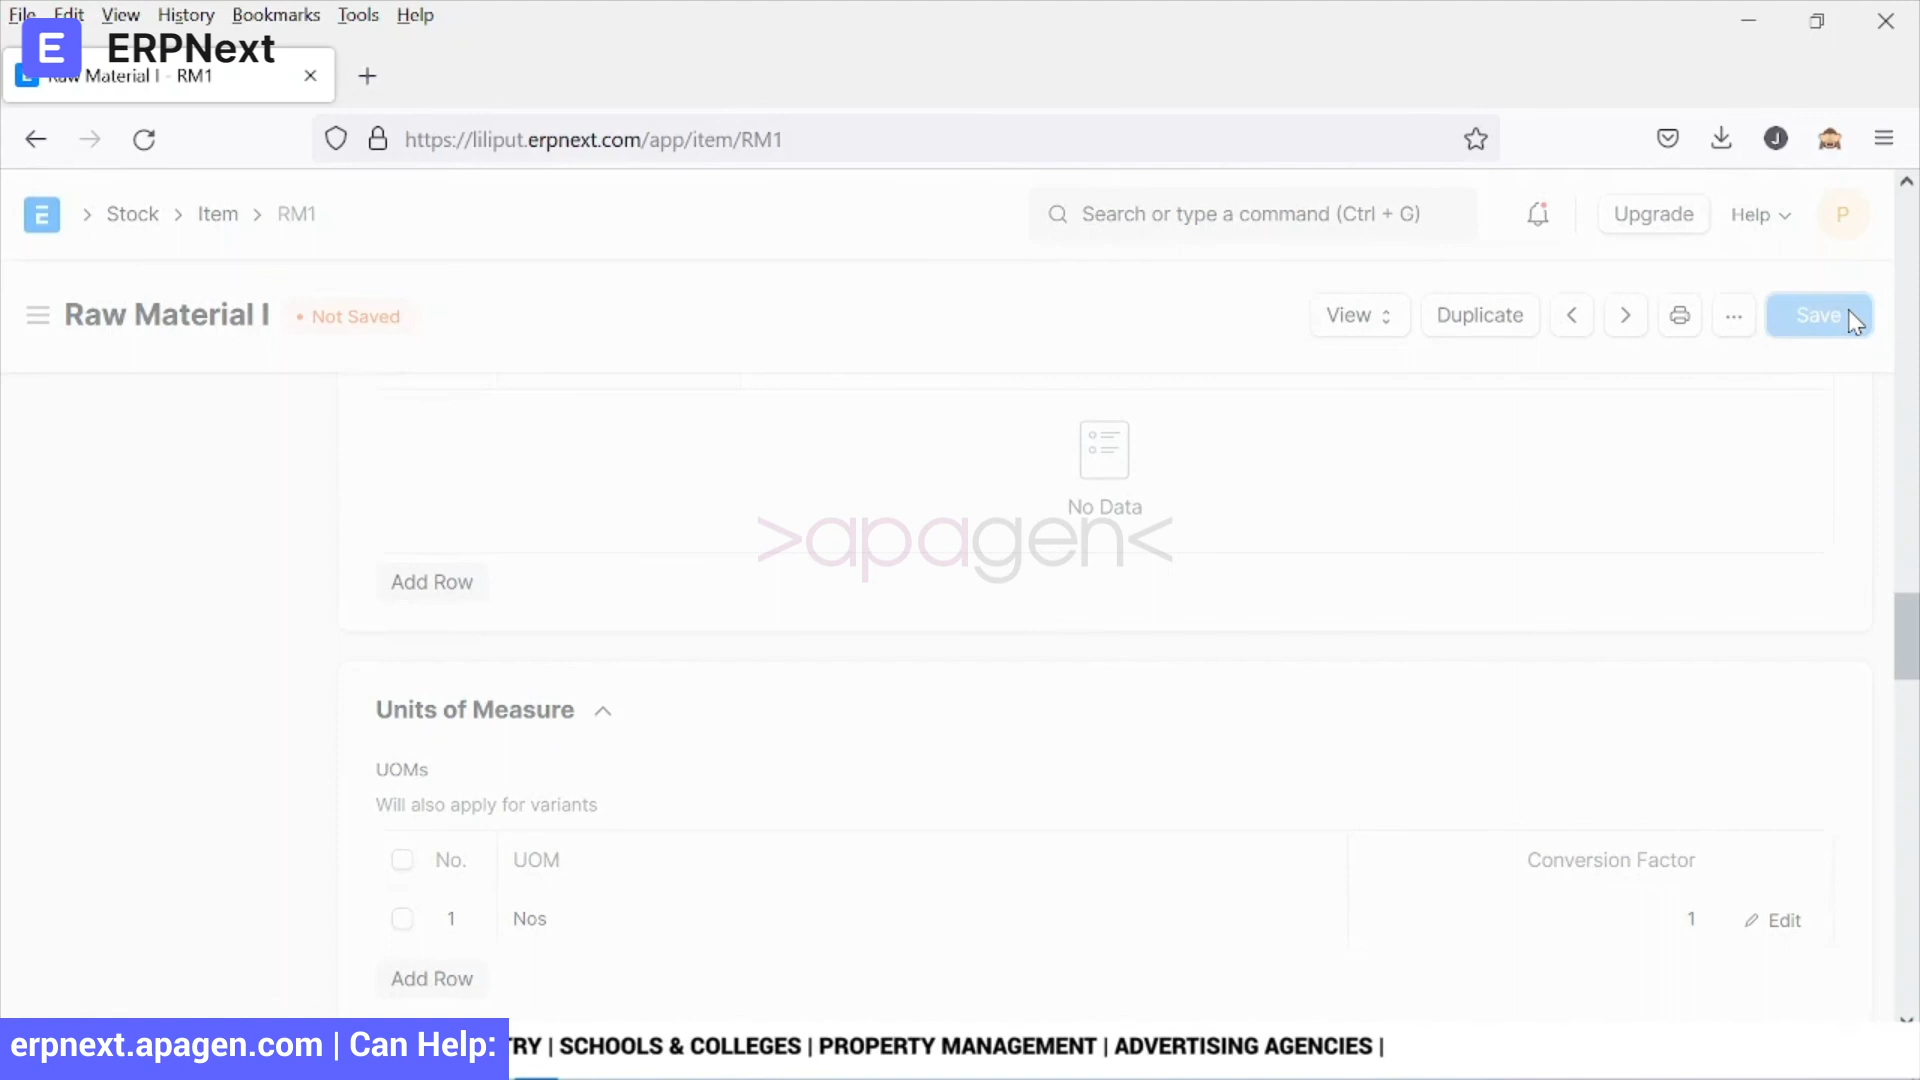 File Edit View History Bookmarks Tools Help
E ERPNext
Raw Material I - RM1
https://liliput.erpnext.com/app/item/RM1
J
E Stock Item RM1
Search or type a command (Ctrl + G)
Upgrade
Help
P
Raw Material I
• Not Saved
View
Duplicate
Save
No Data
>apagen<
Add Row
Units of Measure
UOMs
Will also apply for variants
No. UOM Conversion Factor
1 Nos 1 Edit
Add Row
erpnext.apagen.com | Can Help:
TRY | SCHOOLS & COLLEGES | PROPERTY MANAGEMENT | ADVERTISING AGENCIES |